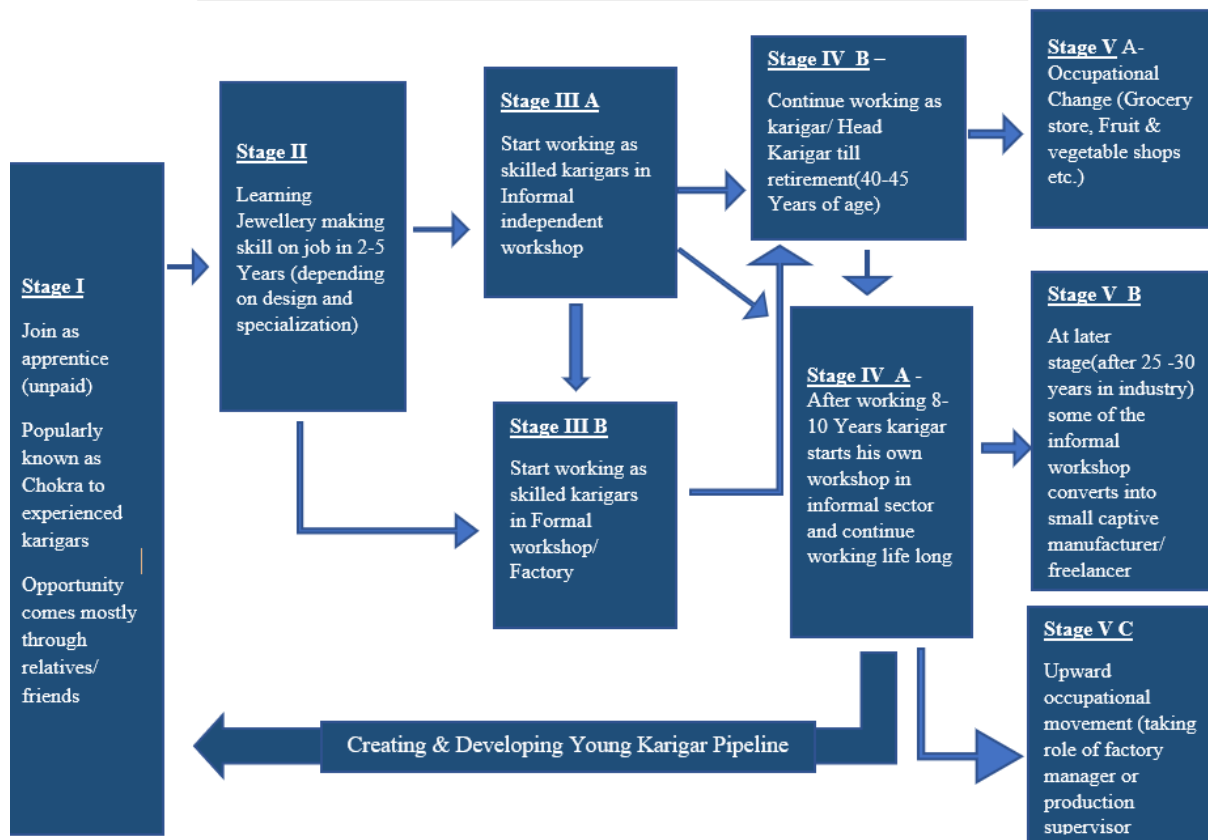 Stage I
Join as
apprentice
(unpaid)
Popularly
known as
Chokra to
experienced
karigars
Opportunity
comes mostly
through
relatives/
friends
Stage II
Learning
Jewellery making
skill on job in 2-5
Years (depending
on design and
specialization)
Stage III A
Start working as
skilled karigars in
Informal
independent
workshop
Stage III B
Start working as
skilled karigars
in Formal
workshop/
Factory
Stage IV B –
Continue working as
karigar/ Head
Karigar till
retirement(40-45
Years of age)
Stage IV A -
After working 8-
10 Years karigar
starts his own
workshop in
informal sector
and continue
working life long
Stage V A-
Occupational
Change (Grocery
store, Fruit &
vegetable shops
etc.)
Stage V B
At later
stage(after 25 -30
years in industry)
some of the
informal
workshop
converts into
small captive
manufacturer/
freelancer
Stage V C
Upward
occupational
movement (taking
role of factory
manager or
production
supervisor
Creating & Developing Young Karigar Pipeline